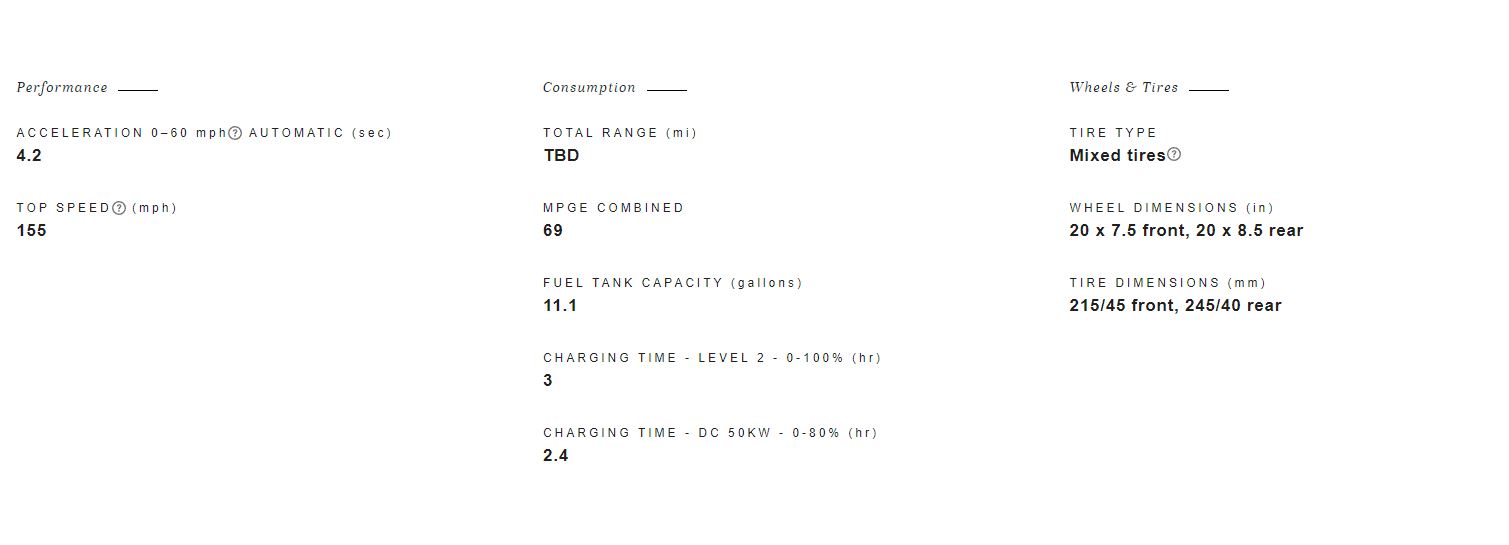 Performance
ACCELERATION 0–60 mph? AUTOMATIC (sec)
4.2
TOP SPEED? (mph)
155
Consumption
TOTAL RANGE (mi)
TBD
MPGE COMBINED
69
FUEL TANK CAPACITY (gallons)
11.1
CHARGING TIME - LEVEL 2 - 0-100% (hr)
3
CHARGING TIME - DC 50KW - 0-80% (hr)
2.4
Wheels & Tires
TIRE TYPE
Mixed tires?
WHEEL DIMENSIONS (in)
20 x 7.5 front, 20 x 8.5 rear
TIRE DIMENSIONS (mm)
215/45 front, 245/40 rear